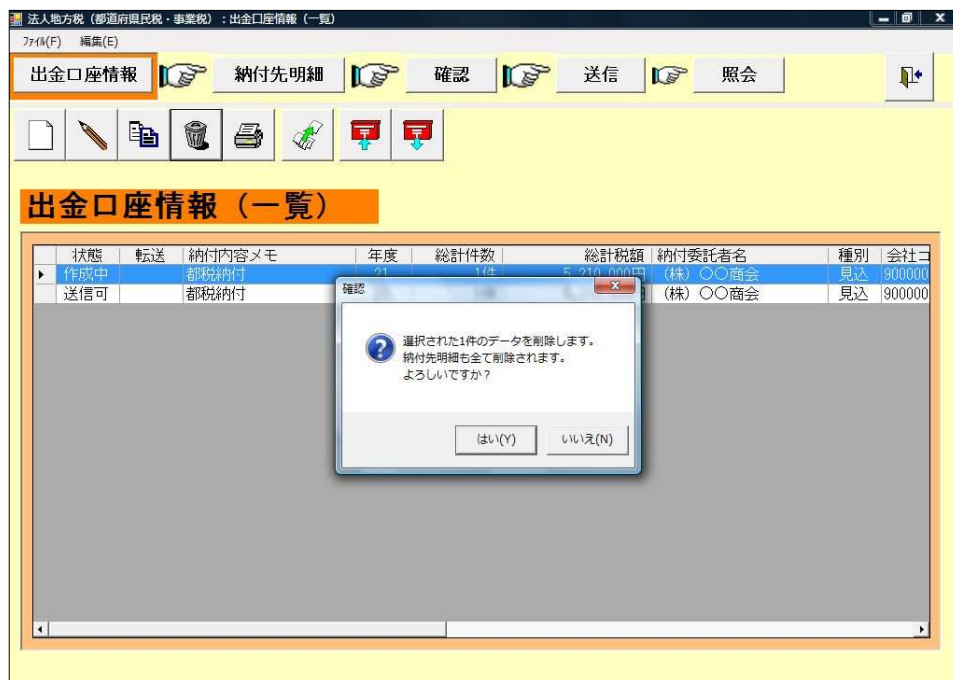 法人地方税（都道府県民税・事業税）：出金口座情報（一覧）
ファイル(F) 編集(E)
出金口座情報 納付先明細 確認 送信 照会
出金口座情報（一覧）
状態 転送 納付内容メモ 年度 総計件数 総計税額 納付委託者名 種別 会社コ
作成中 都税納付 21 1件 5,210,000円 （株）○○商会 見込 900000
送信可 都税納付 （株）○○商会 見込 900000
確認
選択された1件のデータを削除します。
納付先明細も全て削除されます。
よろしいですか？
はい(Y) いいえ(N)